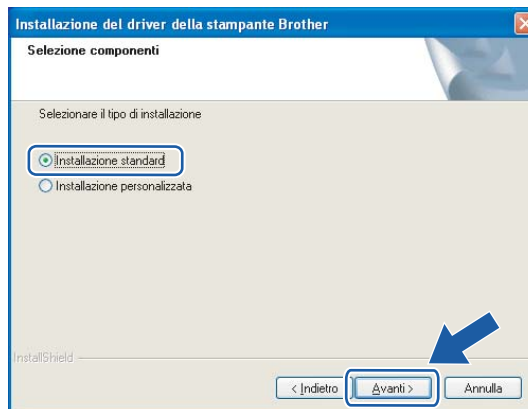 Installazione del driver della stampante Brother
Selezione componenti
Selezionare il tipo di installazione
Installazione standard
Installazione personalizzata
InstallShield
< Indietro Avanti > Annulla